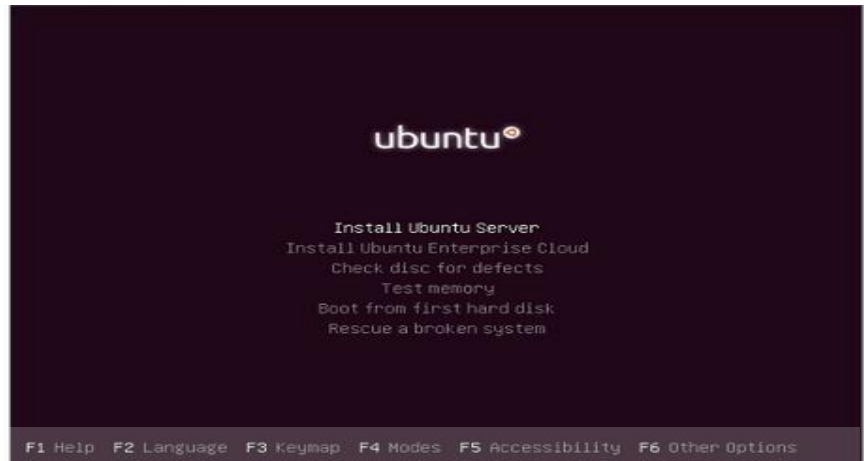 ubuntu
Install Ubuntu Server
Install Ubuntu Enterprise Cloud
Check disc for defects
Test memory
Boot from first hard disk
Rescue a broken system
F1 Help F2 Language F3 Keymap F4 Modes F5 Accessibility F6 Other Options